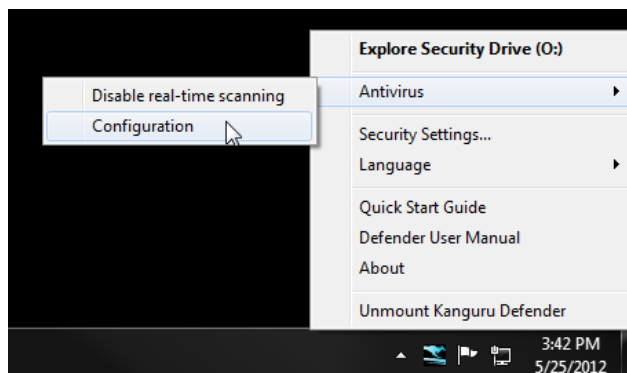 Explore Security Drive (O:)
Antivirus
Disable real-time scanning
Configuration
Security Settings...
Language
Quick Start Guide
Defender User Manual
About
Unmount Kanguru Defender
3:42 PM
5/25/2012